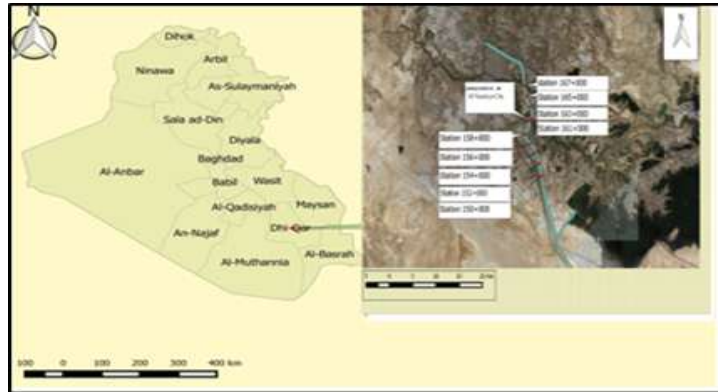 N
Dihok
Arbil
Ninawa
As-Sulaymaniyah
Sala ad-Din
Diyala
Al-Anbar
Baghdad
Babil
Wasit
Al-Qadisiyah
Maysan
An-Najaf
Dhi-Qar
Al-Basrah
Al-Muthannia
100 0 100 200 300 400 km
Station 167+000
Station 165+000
Station 163+000
Station 161+000
Station 158+000
Station 156+000
Station 154+000
Station 152+000
Station 150+000